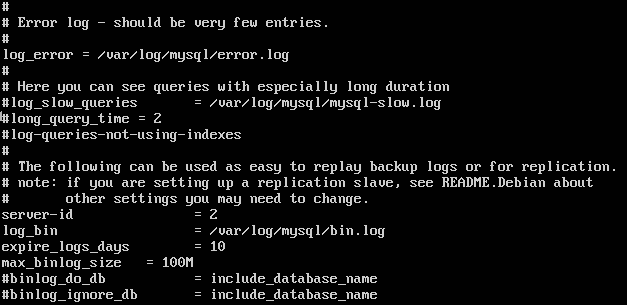 #
# Error log - should be very few entries.
#
log_error = /var/log/mysql/error.log
#
# Here you can see queries with especially long duration
#log_slow_queries       = /var/log/mysql/mysql-slow.log
#long_query_time = 2
#log-queries-not-using-indexes
#
# The following can be used as easy to replay backup logs or for replication.
# note: if you are setting up a replication slave, see README.Debian about
#       other settings you may need to change.
server-id               = 2
log_bin                 = /var/log/mysql/bin.log
expire_logs_days        = 10
max_binlog_size   = 100M
#binlog_do_db           = include_database_name
#binlog_ignore_db       = include_database_name